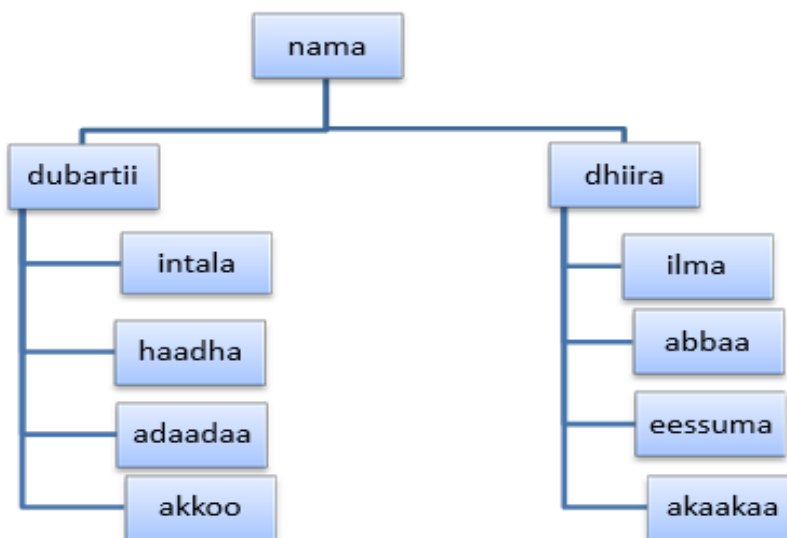 nama
dubartii
intala
haadha
adaadaa
akkoo
dhiira
ilma
abbaa
eessuma
akaakaa